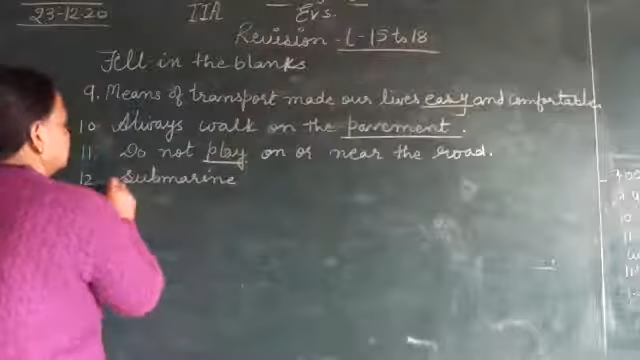 23-12-20
IIA
Evs.
Revision - L-15 to 18
Fill in the blanks
9. Means of transport made our lives easy and comfortable
10 Always walk on the pavement.
11. Do not play on or near the road.
12 Submarine
10
11